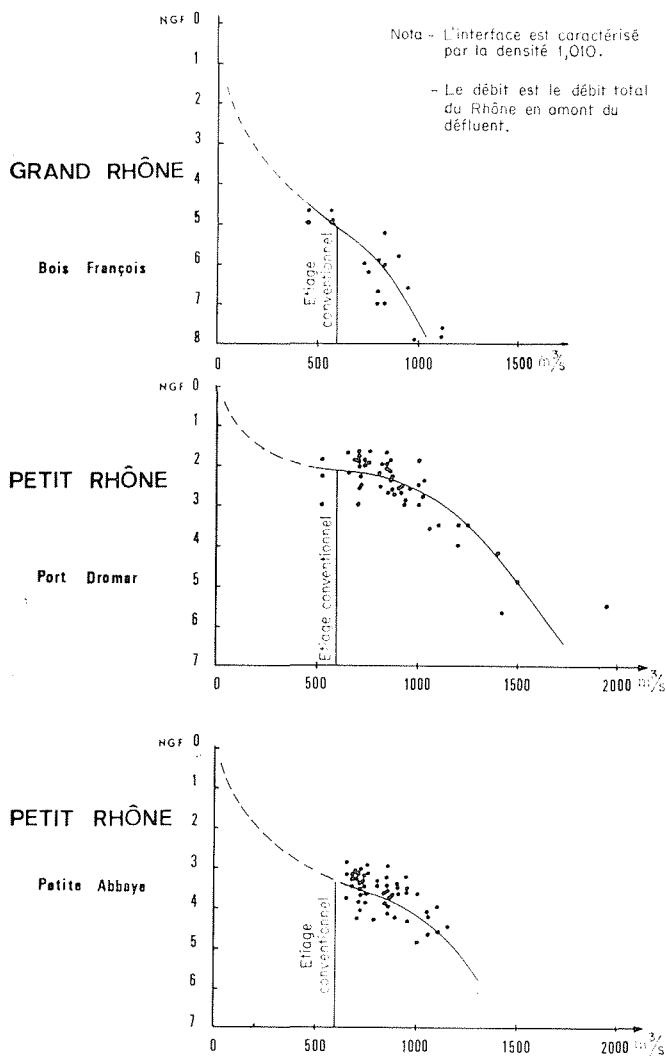 NGF 0
Nota - L'interface est caractérisé
par la densité 1,010.
- Le débit est le débit total
du Rhône en amont du
défluent.
1
2
3
4
5
6
7
8
GRAND RHÔNE
Bois François
Etiage
conventionnel
0 500 1000 1500 m³/s
NGF 0
1
2
3
4
5
6
7
PETIT RHÔNE
Port Dromar
Etiage conventionnel
0 500 1000 1500 2000 m³/s
NGF 0
1
2
3
4
5
6
7
PETIT RHÔNE
Petite Abbaye
Etiage
conventionnel
0 500 1000 1500 2000 m³/s